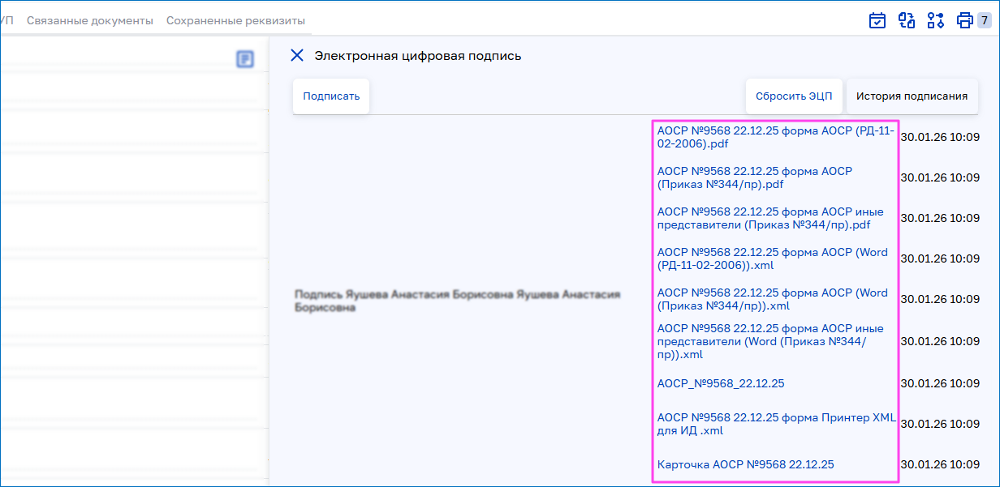 УП Связанные документы Сохраненные реквизиты 7
Электронная цифровая подпись
Подписать Сбросить ЭЦП История подписания
АОСР №9568 22.12.25 форма АОСР (РД-11-
02-2006).pdf
30.01.26 10:09
АОСР №9568 22.12.25 форма АОСР
(Приказ №344/пр).pdf
30.01.26 10:09
АОСР №9568 22.12.25 форма АОСР иные
представители (Приказ №344/пр).pdf
30.01.26 10:09
АОСР №9568 22.12.25 форма АОСР (Word
(РД-11-02-2006)).xml
30.01.26 10:09
Подпись Яушева Анастасия Борисовна Яушева Анастасия
Борисовна
АОСР №9568 22.12.25 форма АОСР (Word
(Приказ №344/пр)).xml
30.01.26 10:09
АОСР №9568 22.12.25 форма АОСР иные
представители (Word (Приказ №344/
пр)).xml
30.01.26 10:09
АОСР_№9568_22.12.25
30.01.26 10:09
АОСР №9568 22.12.25 форма Принтер XML
для ИД .xml
30.01.26 10:09
Карточка АОСР №9568 22.12.25
30.01.26 10:09